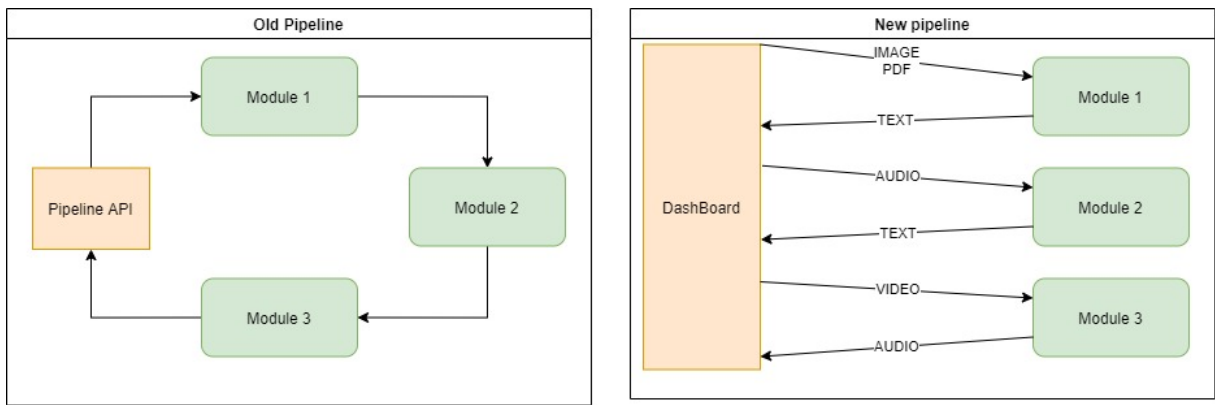 Old Pipeline
Module 1
Pipeline API
Module 2
Module 3
New pipeline
IMAGE
PDF
Module 1
TEXT
DashBoard
AUDIO
Module 2
TEXT
VIDEO
Module 3
AUDIO